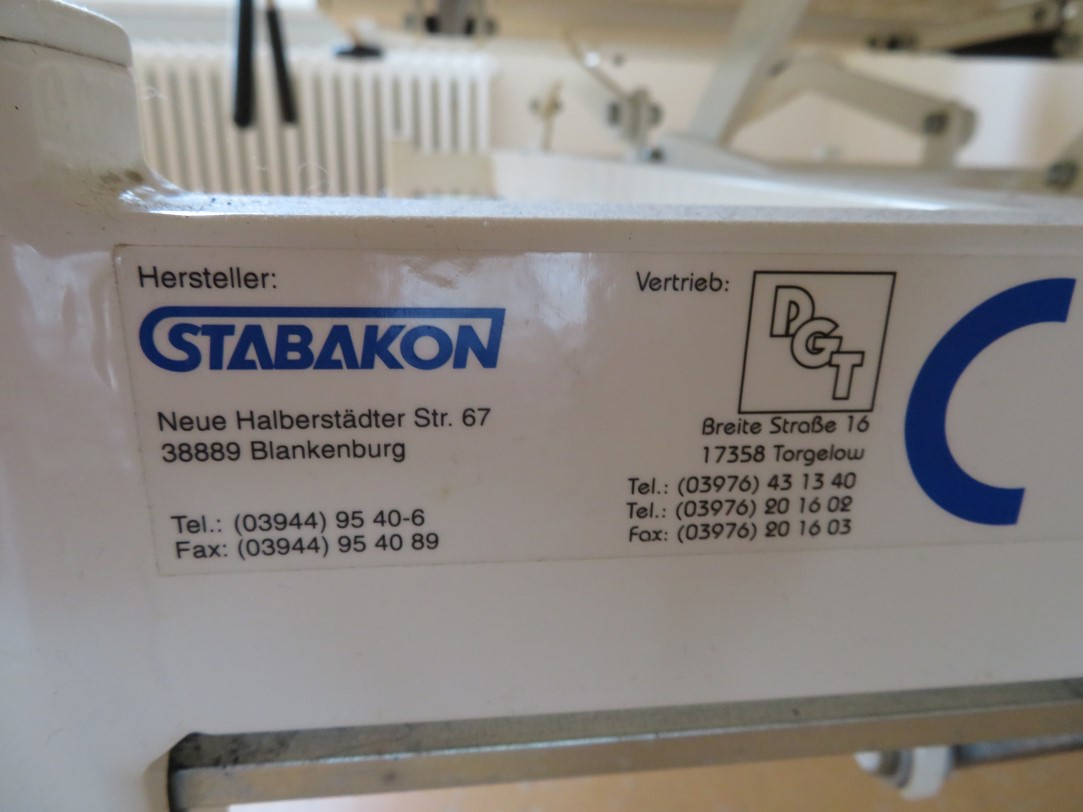 Hersteller:
STABAKON
Neue Halberstädter Str. 67
38889 Blankenburg
Tel.: (03944) 95 40-6
Fax: (03944) 95 40 89
Vertrieb:
DGT
Breite Straße 16
17358 Torgelow
Tel.: (03976) 43 13 40
Tel.: (03976) 20 16 02
Fax: (03976) 20 16 03
C